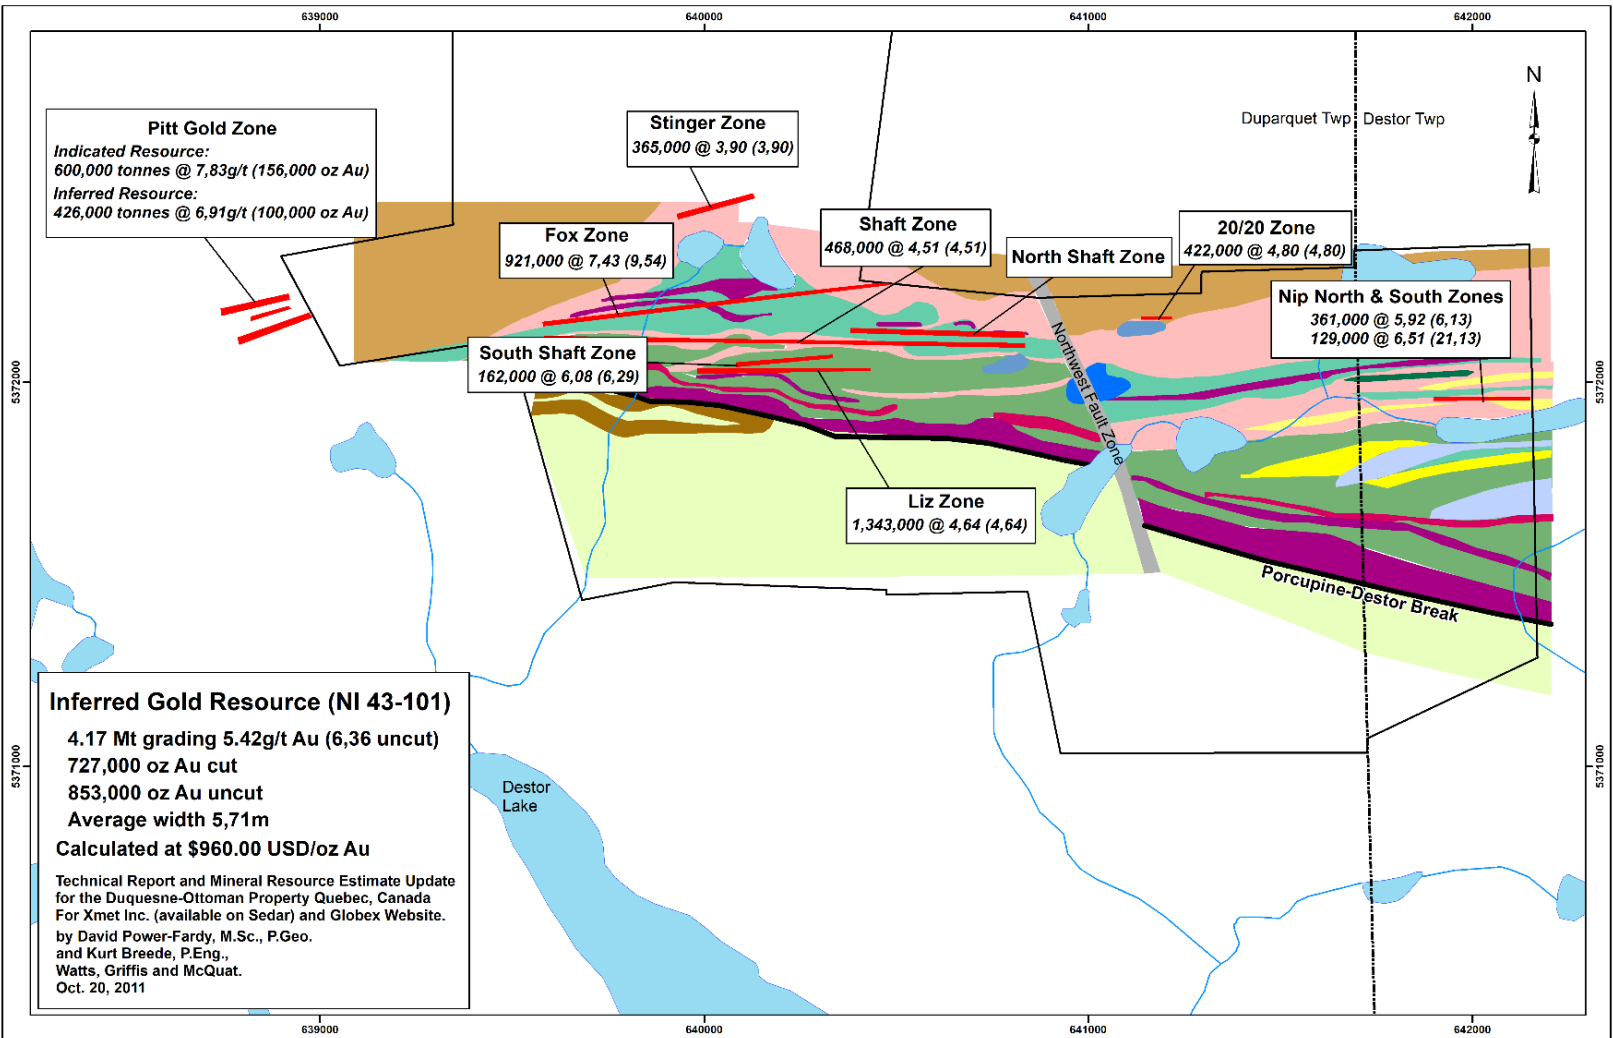 639000
640000
641000
642000
N
Duparquet Twp
Destor Twp
Pitt Gold Zone
Indicated Resource:
600,000 tonnes @ 7,83g/t (156,000 oz Au)
Inferred Resource:
426,000 tonnes @ 6,91g/t (100,000 oz Au)
Stinger Zone
365,000 @ 3,90 (3,90)
Fox Zone
921,000 @ 7,43 (9,54)
Shaft Zone
468,000 @ 4,51 (4,51)
North Shaft Zone
20/20 Zone
422,000 @ 4,80 (4,80)
Nip North & South Zones
361,000 @ 5,92 (6,13)
129,000 @ 6,51 (21,13)
South Shaft Zone
162,000 @ 6,08 (6,29)
Northwest Fault Zone
5372000
5372000
Liz Zone
1,343,000 @ 4,64 (4,64)
Porcupine-Destor Break
Inferred Gold Resource (NI 43-101)
4.17 Mt grading 5.42g/t Au (6,36 uncut)
727,000 oz Au cut
853,000 oz Au uncut
Average width 5,71m
Calculated at $960.00 USD/oz Au
Technical Report and Mineral Resource Estimate Update
for the Duquesne-Ottoman Property Quebec, Canada
For Xmet Inc. (available on Sedar) and Globex Website.
by David Power-Fardy, M.Sc., P.Geo.
and Kurt Breede, P.Eng.,
Watts, Griffis and McQuat.
Oct. 20, 2011
Destor
Lake
5371000
5371000
639000
640000
641000
642000